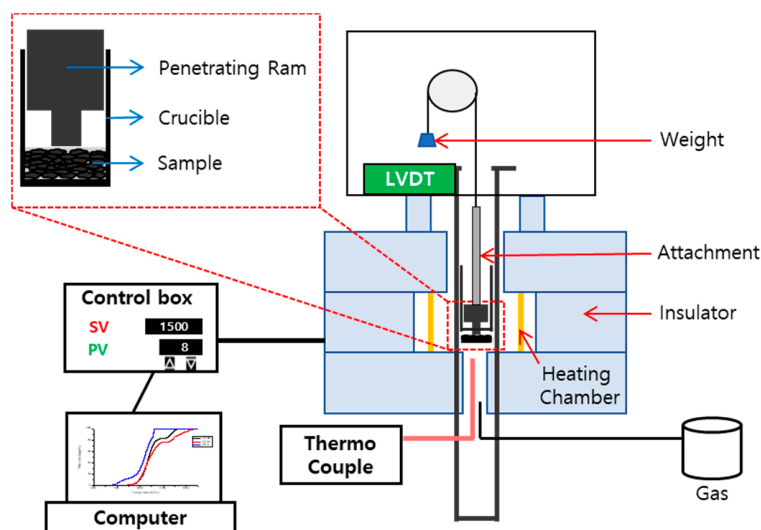 Penetrating Ram
Crucible
Sample
Weight
LVDT
Attachment
Control box
SV 1500
PV 8
Insulator
Heating
Chamber
Thermo
Couple
Gas
Computer